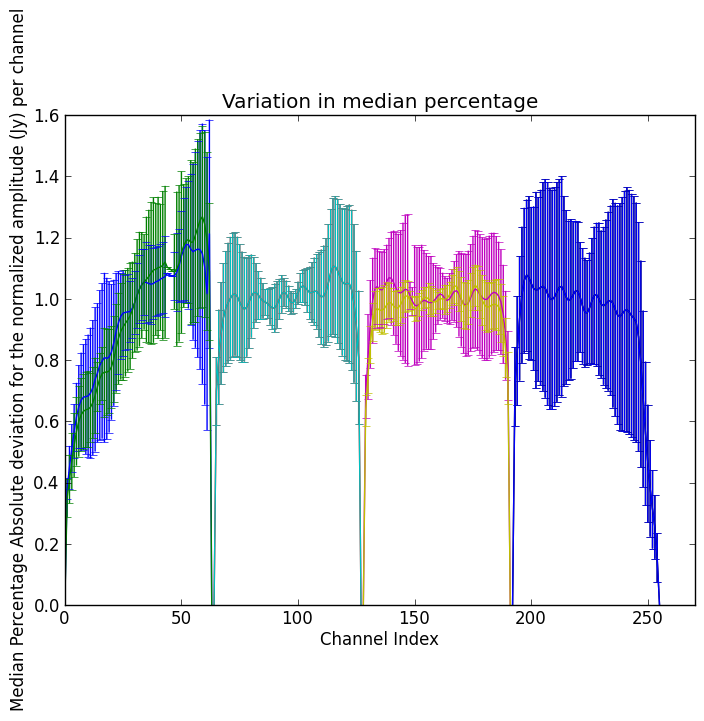 Variation in median percentage
Median Percentage Absolute deviation for the normalized amplitude (Jy) per channel
1.6
1.4
1.2
1.0
0.8
0.6
0.4
0.2
0.0
0 50 100 150 200 250
Channel Index